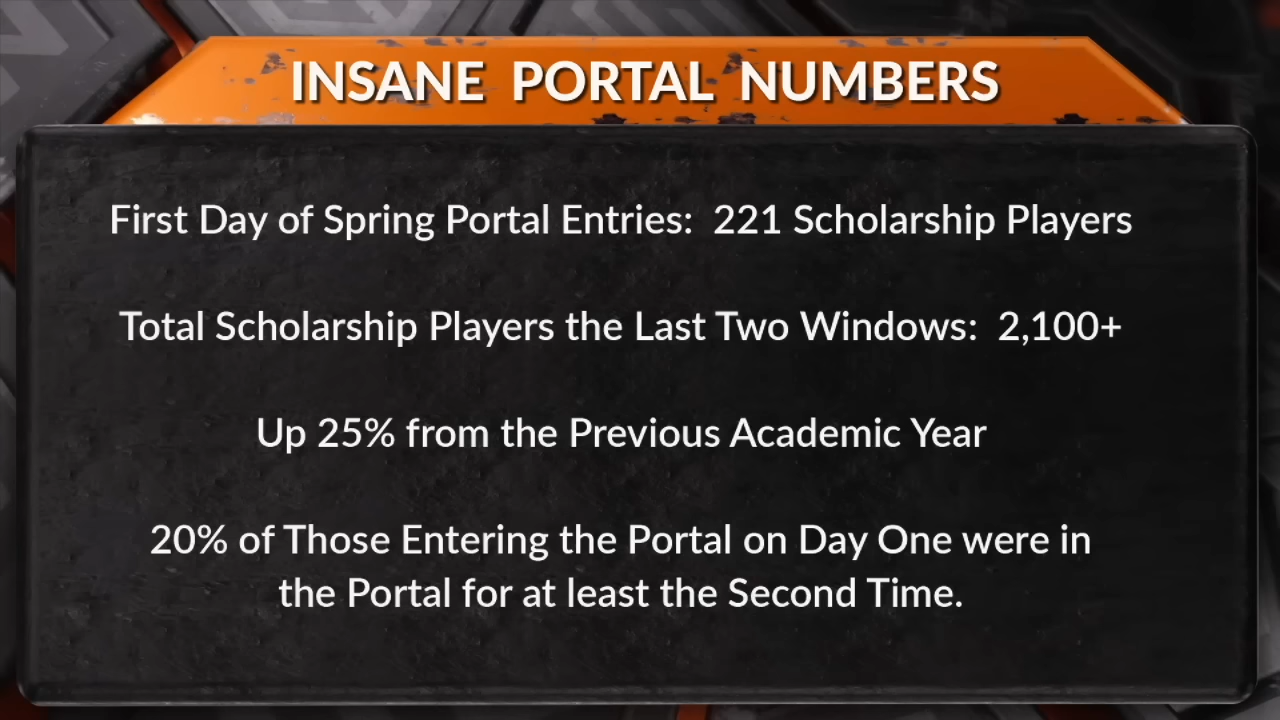 INSANE PORTAL NUMBERS
First Day of Spring Portal Entries: 221 Scholarship Players
Total Scholarship Players the Last Two Windows: 2,100+
Up 25% from the Previous Academic Year
20% of Those Entering the Portal on Day One were in
the Portal for at least the Second Time.